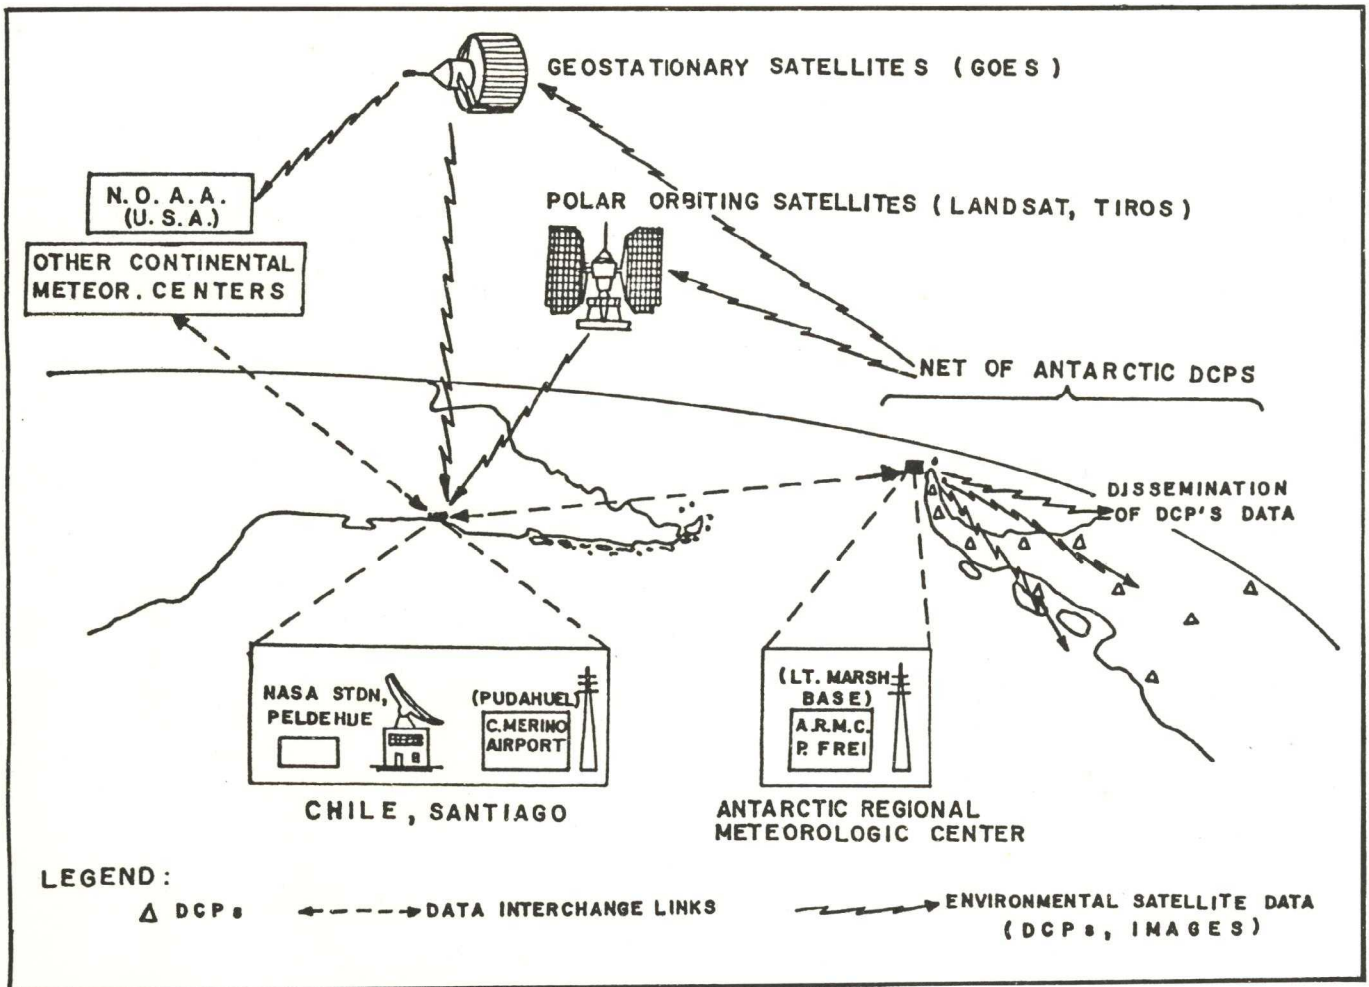 GEOSTATIONARY SATELLITES (GOES)
N. O. A. A.
(U. S. A.)
POLAR ORBITING SATELLITES (LANDSAT, TIROS)
OTHER CONTINENTAL
METEOR. CENTERS
NET OF ANTARCTIC DCPS
DISSEMINATION
OF DCP'S DATA
NASA STDN,
PELDEHUE
(PUDAHUEL)
C. MERINO
AIRPORT
(LT. MARSH
BASE)
A.R.M.C.
P. FREI
CHILE, SANTIAGO
ANTARCTIC REGIONAL
METEOROLOGIC CENTER
LEGEND:
DCPs
DATA INTERCHANGE LINKS
ENVIRONMENTAL SATELLITE DATA
(DCPs, IMAGES)